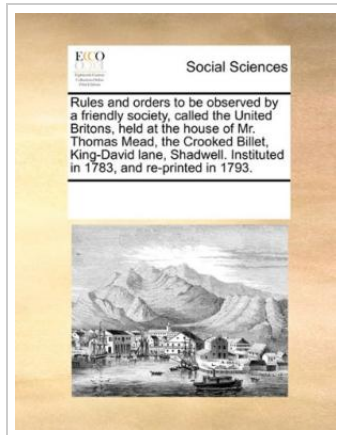 ECCO
Social Sciences
Rules and orders to be observed by
a friendly society, called the United
Britons, held at the house of Mr.
Thomas Mead, the Crooked Billet,
King-David lane, Shadwell. Instituted
in 1783, and re-printed in 1793.